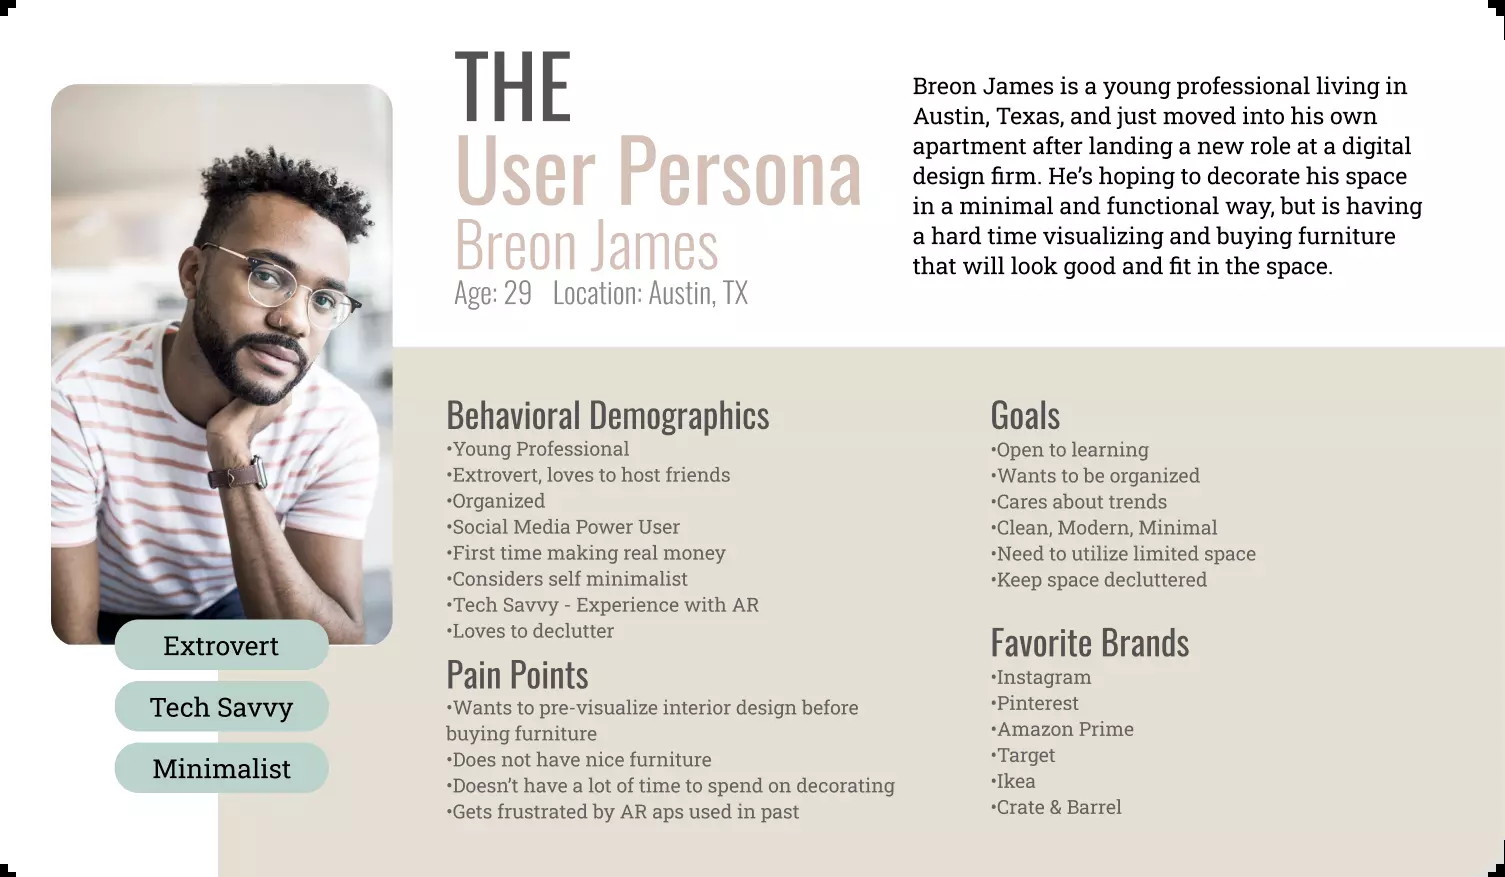 THE
User Persona
Breon James
Age: 29 Location: Austin, TX
Breon James is a young professional living in
Austin, Texas, and just moved into his own
apartment after landing a new role at a digital
design firm. He’s hoping to decorate his space
in a minimal and functional way, but is having
a hard time visualizing and buying furniture
that will look good and fit in the space.
Extrovert
Tech Savvy
Minimalist
Behavioral Demographics
•Young Professional
•Extrovert, loves to host friends
•Organized
•Social Media Power User
•First time making real money
•Considers self minimalist
•Tech Savvy - Experience with AR
•Loves to declutter
Pain Points
•Wants to pre-visualize interior design before
buying furniture
•Does not have nice furniture
•Doesn’t have a lot of time to spend on decorating
•Gets frustrated by AR aps used in past
Goals
•Open to learning
•Wants to be organized
•Cares about trends
•Clean, Modern, Minimal
•Need to utilize limited space
•Keep space decluttered
Favorite Brands
•Instagram
•Pinterest
•Amazon Prime
•Target
•Ikea
•Crate & Barrel